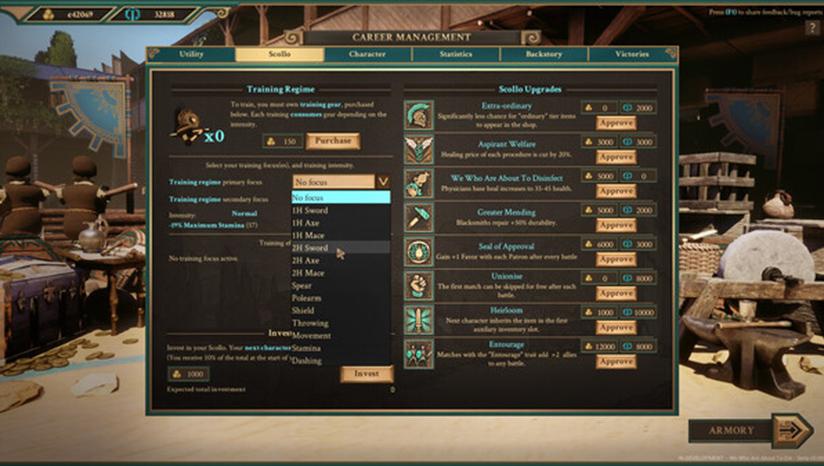 c42069 32818
Press (F1) to share feedback/bug reports
?
CAREER MANAGEMENT
Utility Scollo Character Statistics Backstory Victories
Training Regime
To train, you must own training gear, purchased
below. Each training consumes gear depending on the
intensity.
x0
150 Purchase
Select your training focus(es), and training intensity.
Training regime primary focus No focus
Training regime secondary focus
Intensity: Normal
-19% Maximum Stamina (37)
Training
No training focus active.
No focus
1H Sword
1H Axe
1H Mace
2H Sword
2H Axe
2H Mace
Spear
Polearm
Shield
Throwing
Movement
Stamina
Dashing
Invest in your Scollo. Your next character
(You receive 10% of the total at the start of
1000 Invest
Expected total investment 0
Scollo Upgrades
Extra-ordinary 0 2000
Significantly less chance for "ordinary" tier items
to appear in the shop.
Approve
Aspirant Welfare 3000 3000
Healing price of each procedure is cut by 20%.
Approve
We Who Are About To Disinfect 5000 0
Physicians base heal increases to 35-45 health.
Approve
Greater Mending 5000 2000
Blacksmiths repair +50% durability.
Approve
Seal of Approval 6000 3000
Gain +1 Favor with each Patron after every battle
Approve
Unionise 0 8000
The first match can be skipped for free after each
battle.
Approve
Heirloom 1000 10000
Next character inherits the item in the first
auxiliary inventory slot.
Approve
Entourage 12000 8000
Matches with the "Entourage" trait add +2 allies
to any battle.
Approve
ARMORY
IN-DEVELOPMENT - We Who Are About To Die